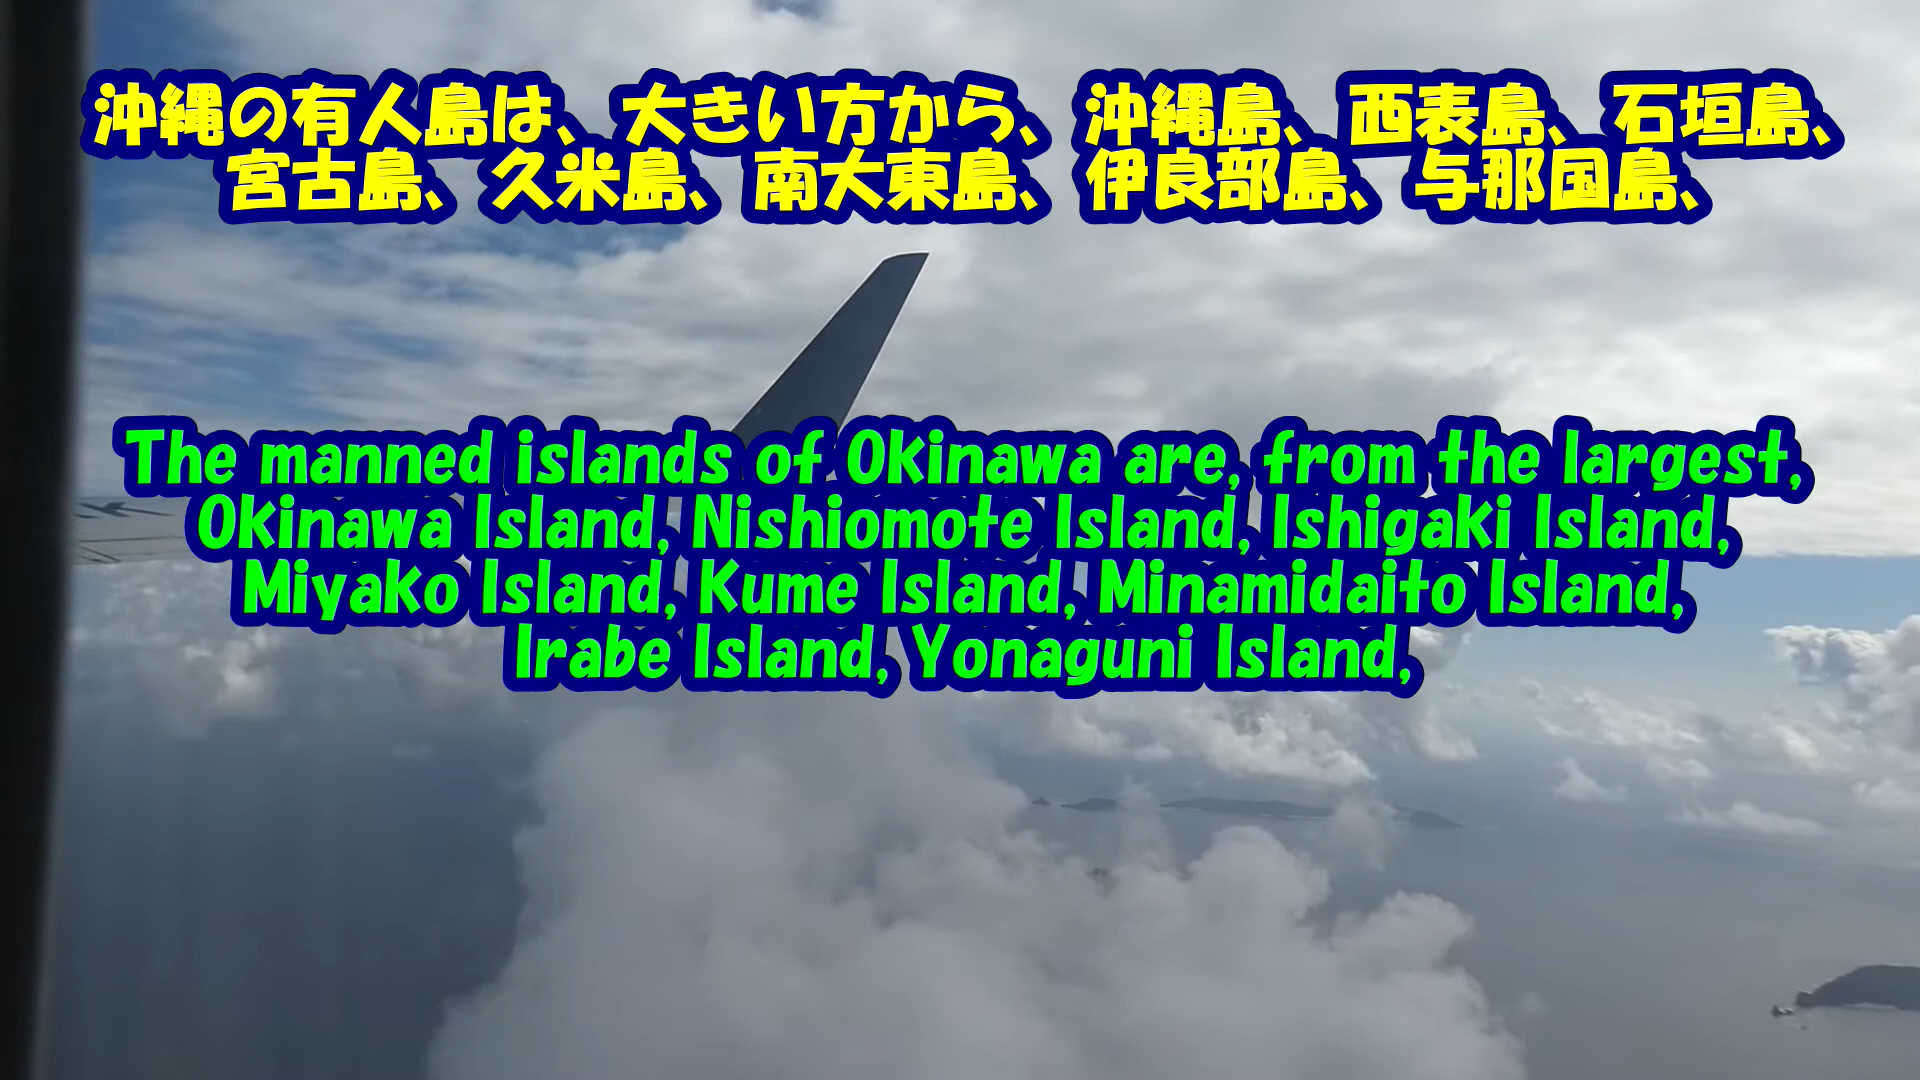 沖縄の有人島は、大きい方から、沖縄島、西表島、石垣島、
宮古島、久米島、南大東島、伊良部島、与那国島、
The manned islands of Okinawa are, from the largest,
Okinawa Island, Nishiomote Island, Ishigaki Island,
Miyako Island, Kume Island, Minamidaito Island,
Irabe Island, Yonaguni Island,